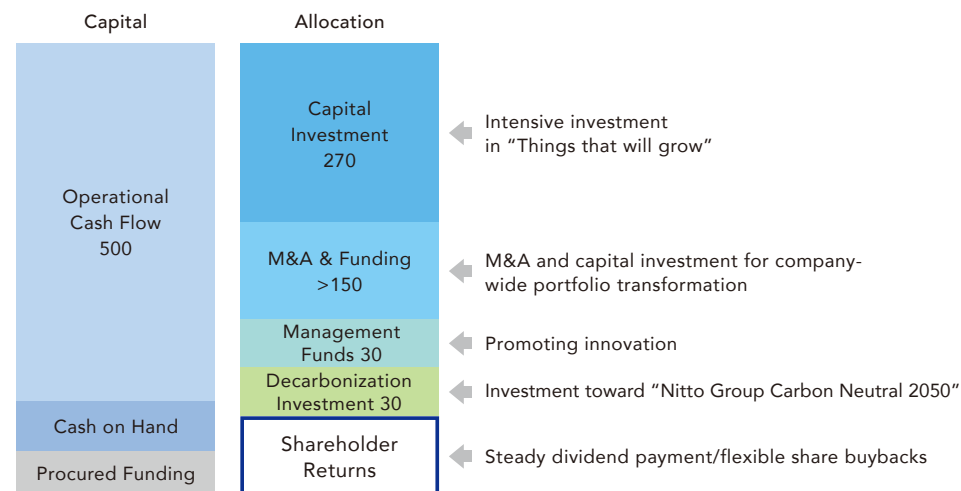 Capital
Allocation
Operational
Cash Flow
500
Cash on Hand
Procured Funding
Capital
Investment
270
Intensive investment
in “Things that will grow”
M&A & Funding
>150
M&A and capital investment for company-
wide portfolio transformation
Management
Funds 30
Promoting innovation
Decarbonization
Investment 30
Investment toward “Nitto Group Carbon Neutral 2050”
Shareholder
Returns
Steady dividend payment/flexible share buybacks